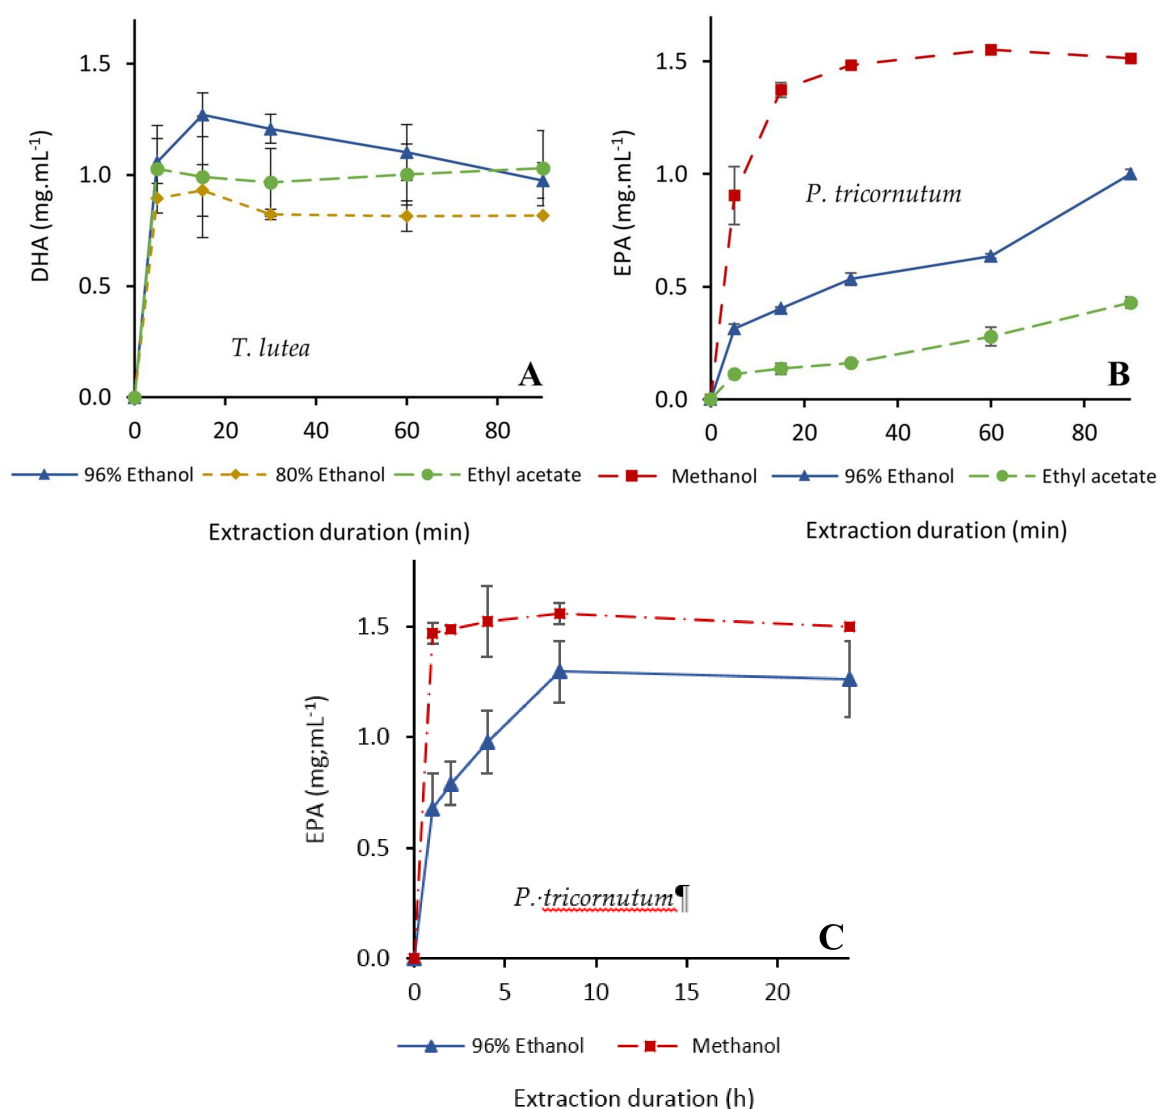 DHA (mg.mL⁻¹)
1.5
1.0
0.5
0.0
0 20 40 60 80
T. lutea
A
96% Ethanol 80% Ethanol Ethyl acetate
Extraction duration (min)
EPA (mg.mL⁻¹)
1.5
1.0
0.5
0.0
0 20 40 60 80
P. tricornutum
B
Methanol 96% Ethanol Ethyl acetate
Extraction duration (min)
EPA (mg;mL⁻¹)
1.5
1.0
0.5
0.0
0 5 10 15 20
P.·tricornutum¶
C
96% Ethanol Methanol
Extraction duration (h)